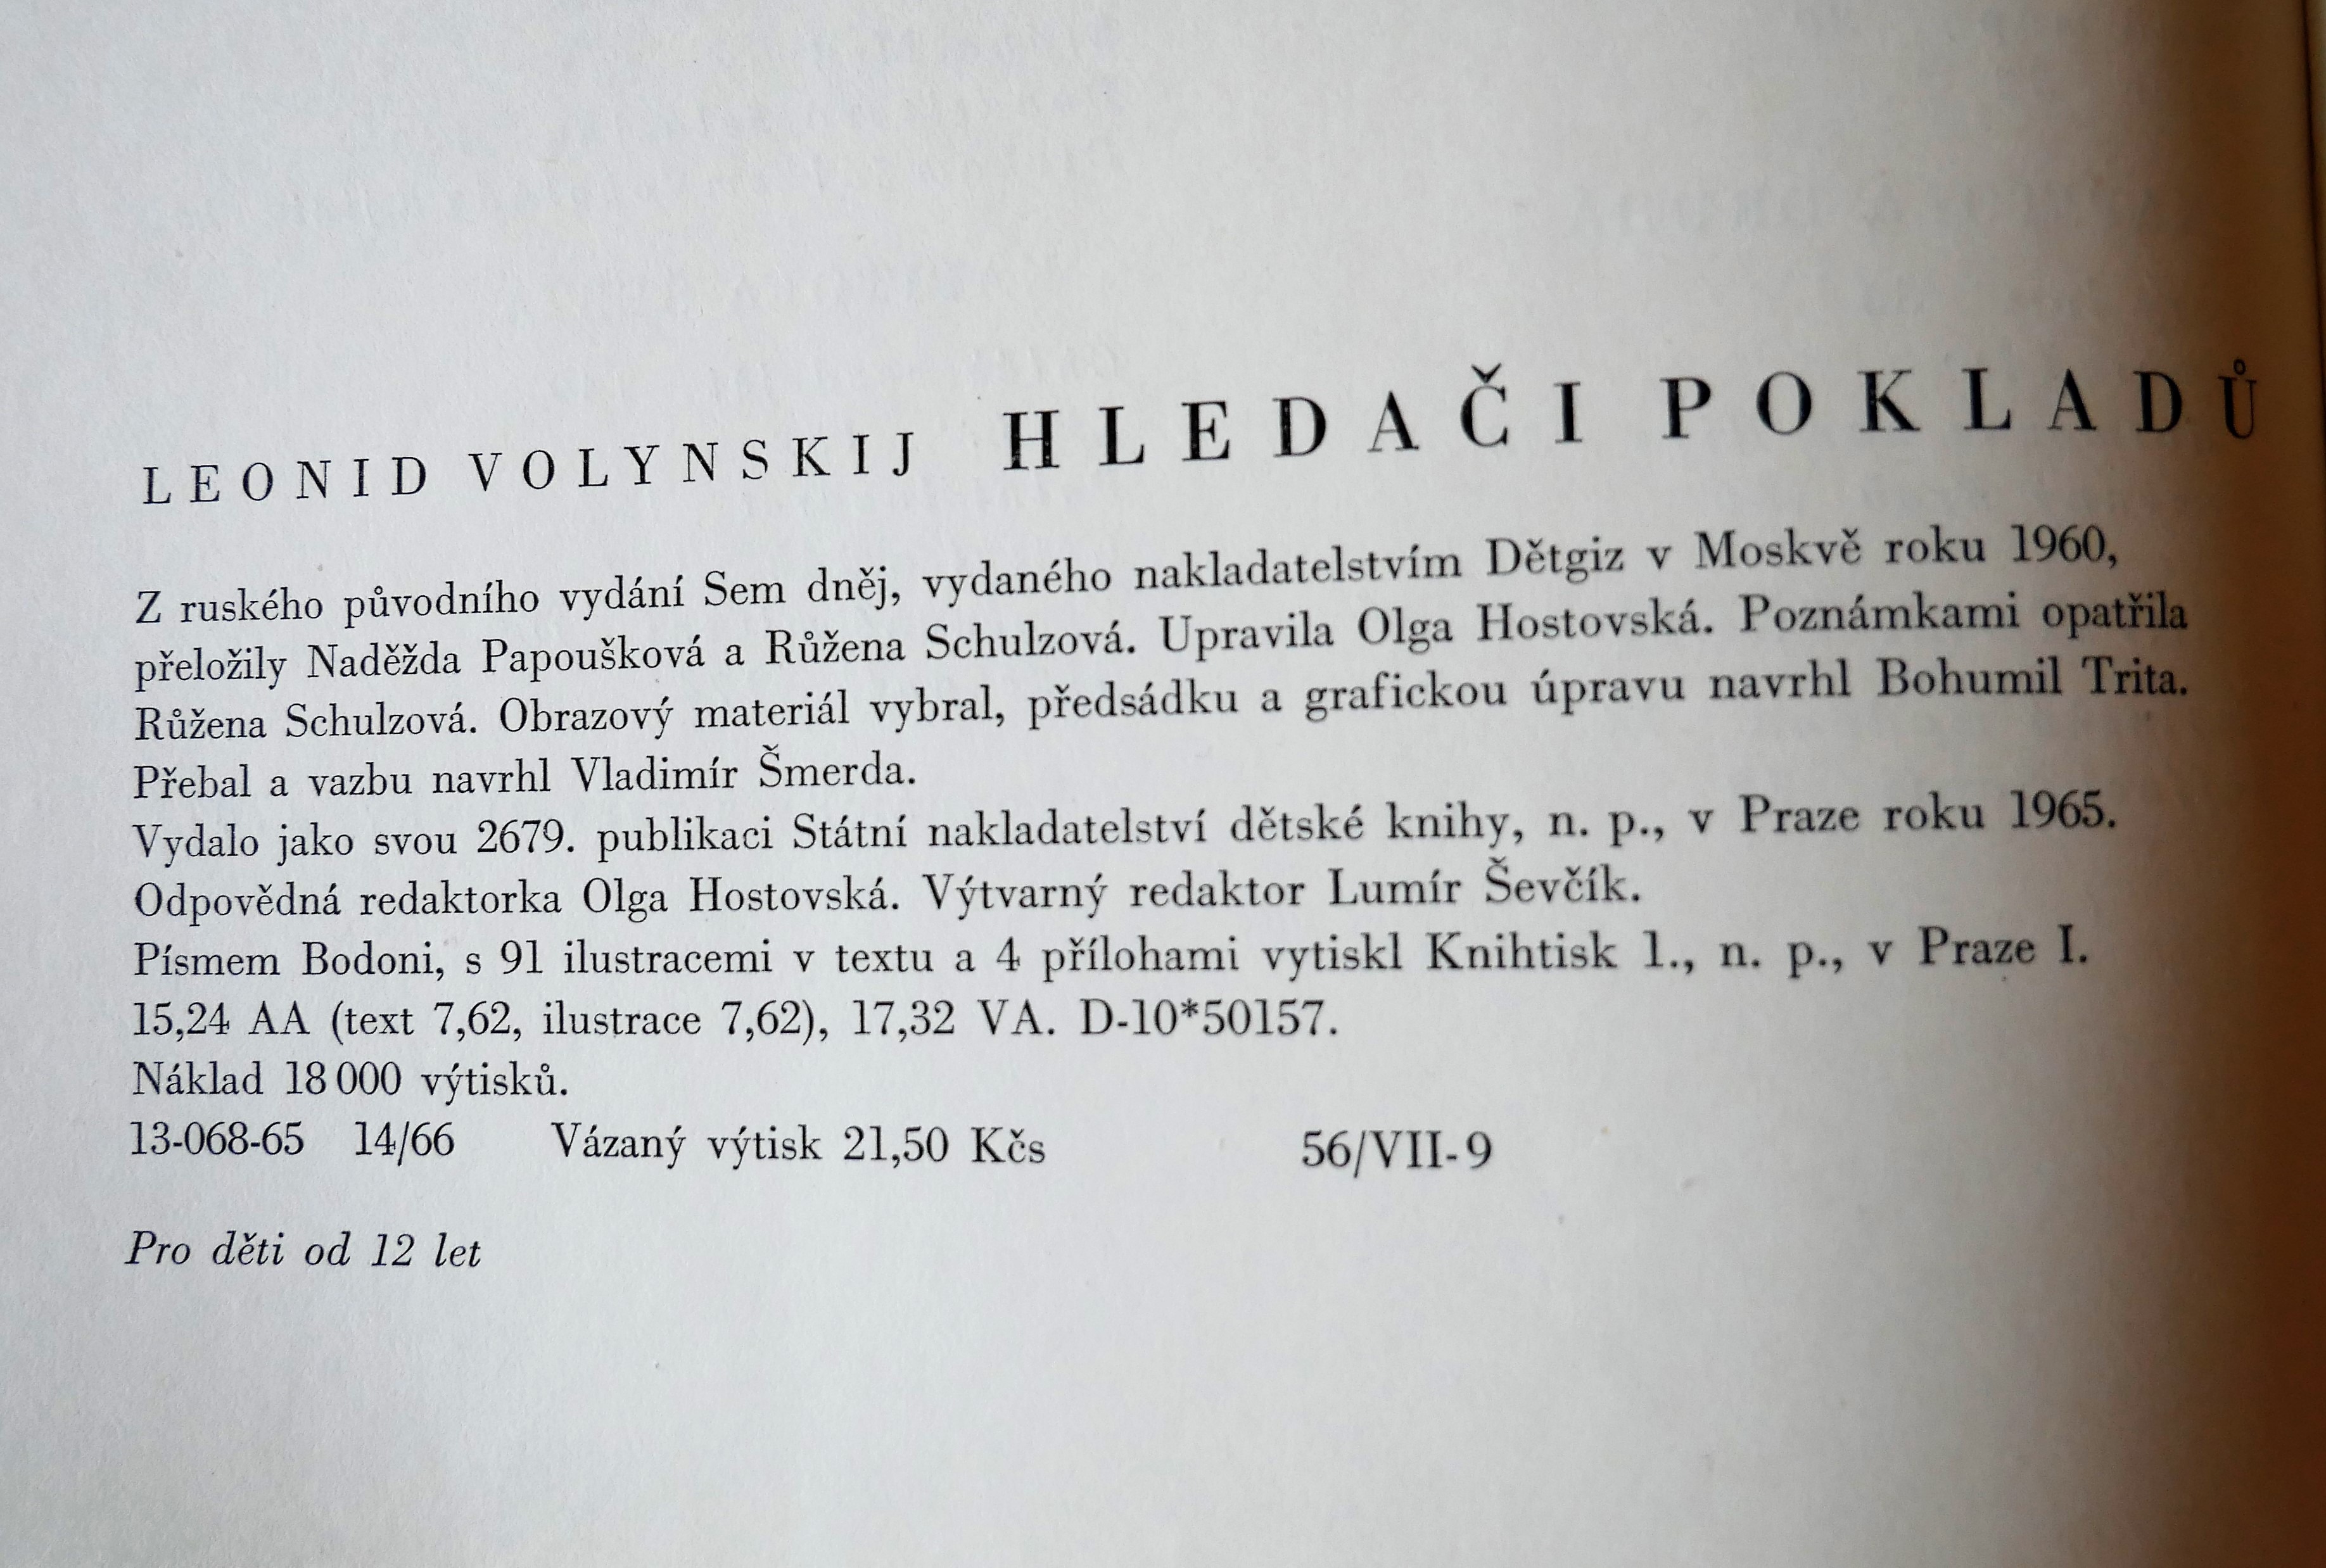 LEONID VOLYNSKIJ HLEDAČI POKLADŮ
Z ruského původního vydání Sem dněj, vydaného nakladatelstvím Dětgiz v Moskvě roku 1960,
přeložily Naděžda Papoušková a Růžena Schulzová. Upravila Olga Hostovská. Poznámkami opatřila
Růžena Schulzová. Obrazový materiál vybral, předsádku a grafickou úpravu navrhl Bohumil Trita.
Přebal a vazbu navrhl Vladimír Šmerda.
Vydalo jako svou 2679. publikaci Státní nakladatelství dětské knihy, n. p., v Praze roku 1965.
Odpovědná redaktorka Olga Hostovská. Výtvarný redaktor Lumír Ševčík.
Písmem Bodoni, s 91 ilustracemi v textu a 4 přílohami vytiskl Knihtisk 1., n. p., v Praze I.
15,24 AA (text 7,62, ilustrace 7,62), 17,32 VA. D-10*50157.
Náklad 18 000 výtisků.
13-068-65 14/66 Vázaný výtisk 21,50 Kčs 56/VII-9
Pro děti od 12 let